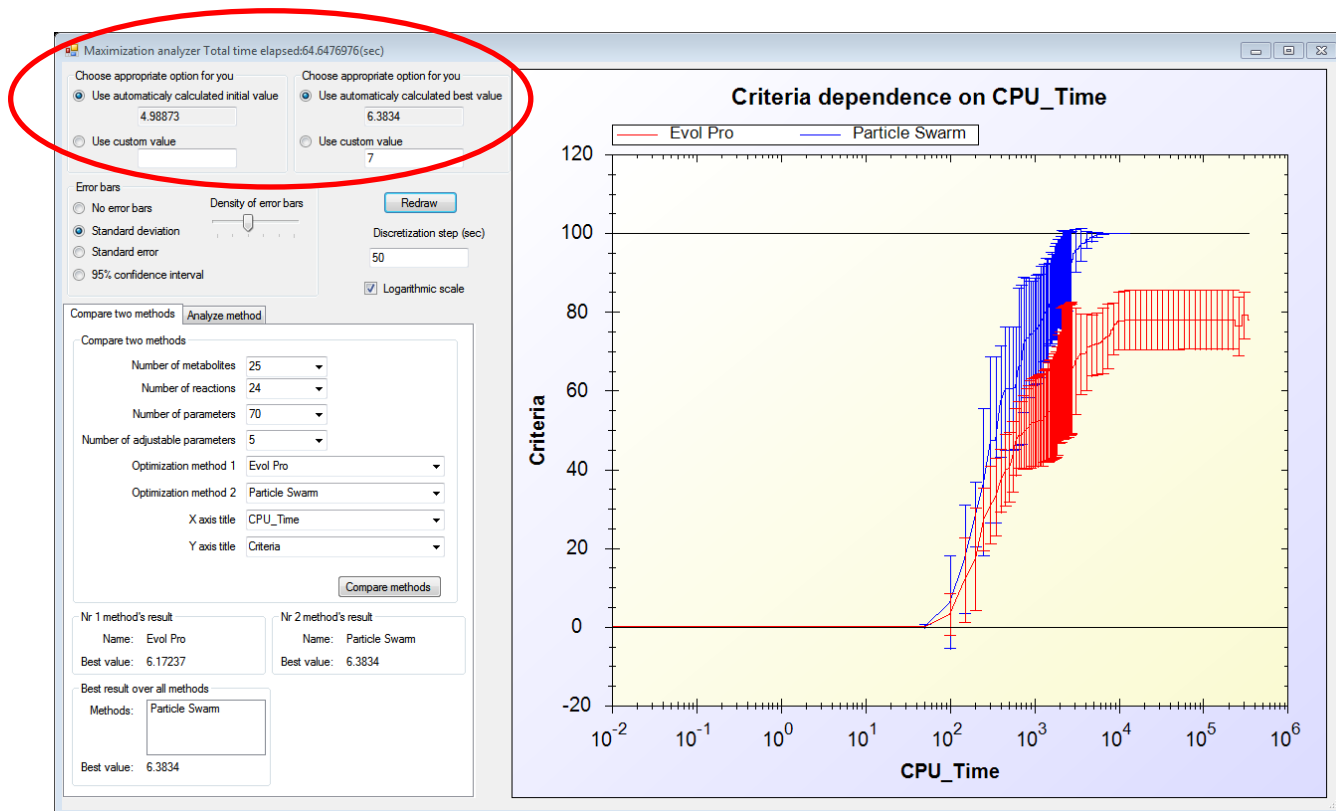 Maximization analyzer Total time elapsed:64.6476976(sec)
Choose appropriate option for you
Use automaticaly calculated initial value
4.98873
Use custom value
Choose appropriate option for you
Use automaticaly calculated best value
6.3834
Use custom value
7
Error bars
No error bars
Standard deviation
Standard error
95% confidence interval
Density of error bars
Redraw
Discretization step (sec)
50
Logarithmic scale
Compare two methods
Analyze method
Compare two methods
Number of metabolites 25
Number of reactions 24
Number of parameters 70
Number of adjustable parameters 5
Optimization method 1 Evol Pro
Optimization method 2 Particle Swarm
X axis title CPU_Time
Y axis title Criteria
Compare methods
Nr 1 method's result
Name: Evol Pro
Best value: 6.17237
Nr 2 method's result
Name: Particle Swarm
Best value: 6.3834
Best result over all methods
Methods: Particle Swarm
Best value: 6.3834
Criteria dependence on CPU_Time
Evol Pro Particle Swarm
Criteria
120
100
80
60
40
20
0
-20
10⁻² 10⁻¹ 10⁰ 10¹ 10² 10³ 10⁴ 10⁵ 10⁶
CPU_Time